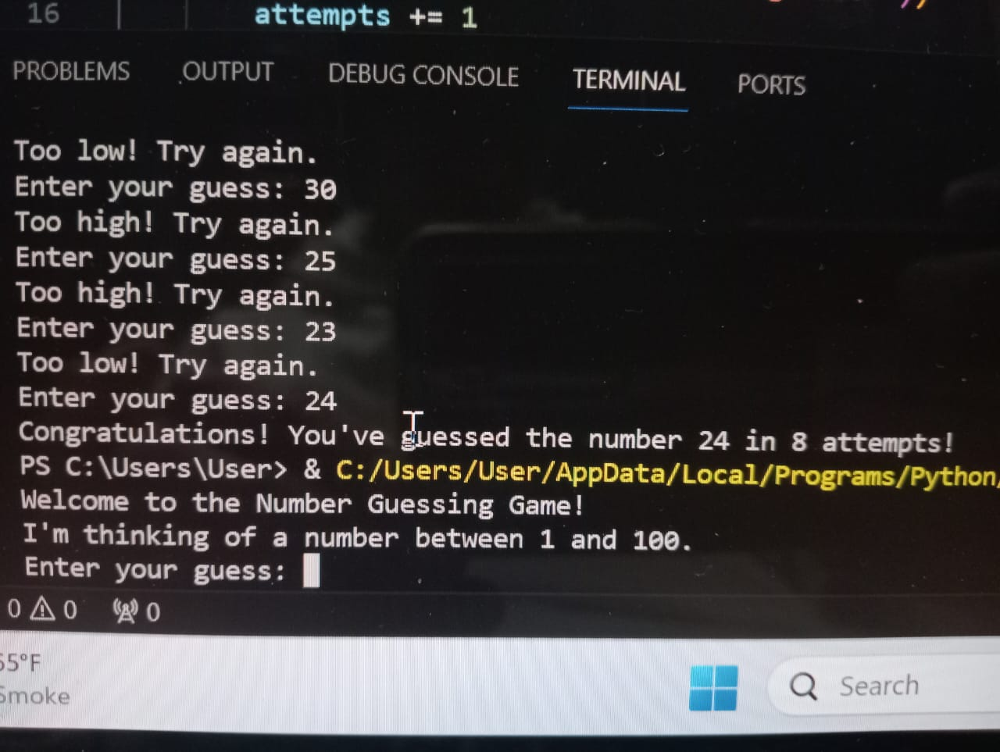 16 attempts += 1
PROBLEMS OUTPUT DEBUG CONSOLE TERMINAL PORTS
Too low! Try again.
Enter your guess: 30
Too high! Try again.
Enter your guess: 25
Too high! Try again.
Enter your guess: 23
Too low! Try again.
Enter your guess: 24
Congratulations! You've guessed the number 24 in 8 attempts!
PS C:\Users\User> & C:/Users/User/AppData/Local/Programs/Python/
Welcome to the Number Guessing Game!
I'm thinking of a number between 1 and 100.
Enter your guess:
0 0 0
5°F
Smoke Search